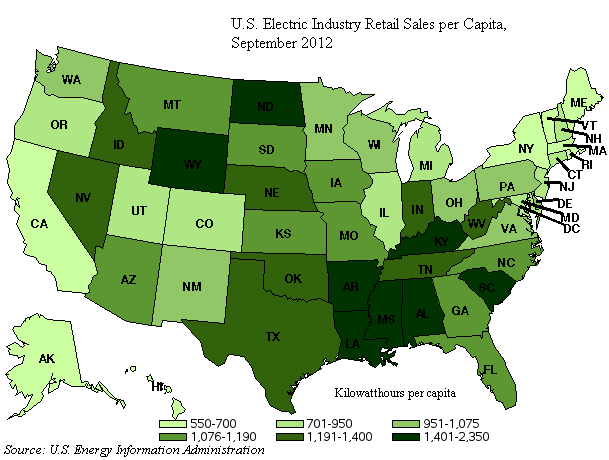 U.S. Electric Industry Retail Sales per Capita,
September 2012
WA
MT
ND
MN
ME
OR
ID
SD
WI
MI
NY
VT
NH
MA
RI
CT
WY
NV
NE
IA
PA
NJ
DE
MD
DC
CA
UT
CO
KS
MO
IL
IN
OH
WV
VA
KY
AZ
NM
OK
AR
TN
NC
SC
TX
LA
MS
AL
GA
FL
AK
HI
Kilowatthours per capita
550-700 701-950 951-1,075
1,076-1,190 1,191-1,400 1,401-2,350
Source: U.S. Energy Information Administration